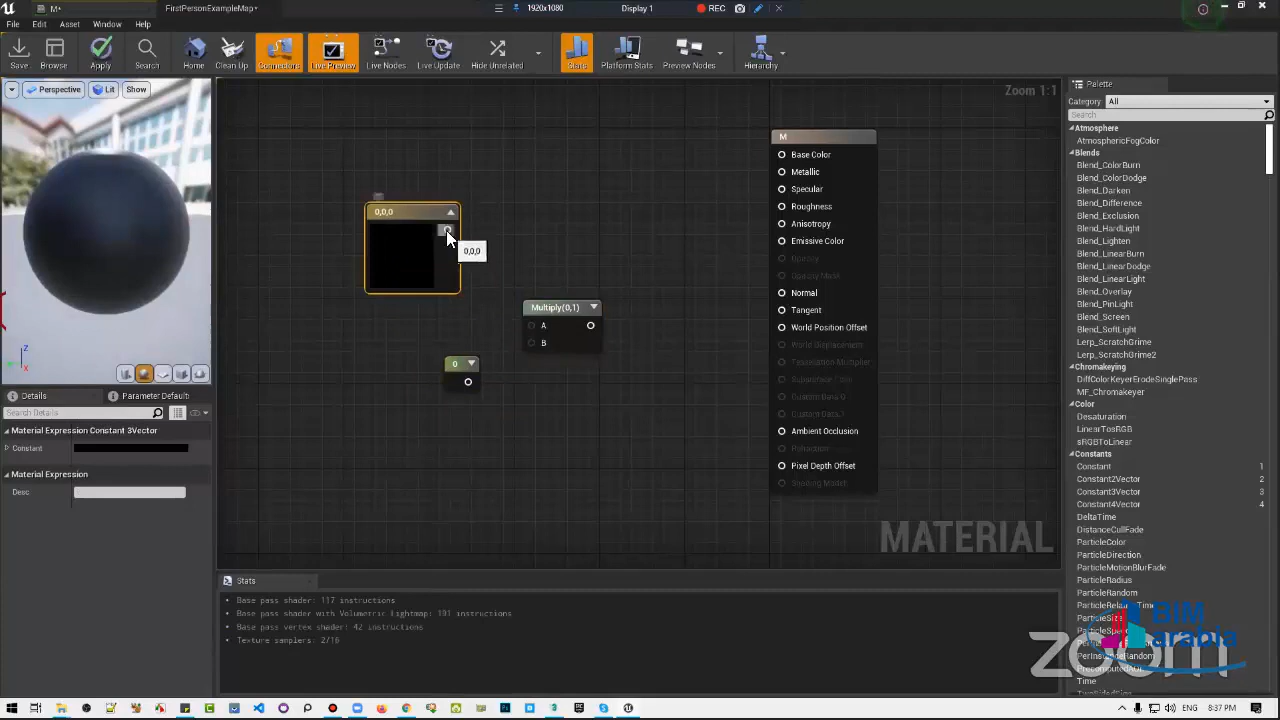 M*
FirstPersonExampleMap*
1920x1080
Display 1
REC
File
Edit
Asset
Window
Help
Save
Browse
Apply
Search
Home
Clean Up
Connectors
Live Preview
Live Nodes
Live Update
Hide Unrelated
Stats
Platform Stats
Preview Nodes
Hierarchy
Perspective
Lit
Show
Zoom 1:1
0,0,0
0,0,0
Multiply(0,1)
A
B
0
M
Base Color
Metallic
Specular
Roughness
Anisotropy
Emissive Color
Opacity
Opacity Mask
Normal
Tangent
World Position Offset
World Displacement
Tessellation Multiplier
Subsurface Color
Custom Data 0
Custom Data 1
Ambient Occlusion
Refraction
Pixel Depth Offset
Shading Model
MATERIAL
Z
X
Details
Parameter Default
Search Details
Material Expression Constant 3Vector
Constant
Material Expression
Desc
Stats
Base pass shader: 117 instructions
Base pass shader with Volumetric Lightmap: 181 instructions
Base pass vertex shader: 42 instructions
Texture samplers: 2/16
Palette
Category All
Search
Atmosphere
AtmosphericFogColor
Blends
Blend_ColorBurn
Blend_ColorDodge
Blend_Darken
Blend_Difference
Blend_Exclusion
Blend_HardLight
Blend_Lighten
Blend_LinearBurn
Blend_LinearDodge
Blend_LinearLight
Blend_Overlay
Blend_PinLight
Blend_Screen
Blend_SoftLight
Lerp_ScratchGrime
Lerp_ScratchGrime2
Chromakeying
DiffColorKeyerErodeSinglePass
MF_Chromakeyer
Color
Desaturation
LinearTosRGB
sRGBToLinear
Constants
Constant 1
Constant2Vector 2
Constant3Vector 3
Constant4Vector 4
DeltaTime
DistanceCullFade
ParticleColor
ParticleDirection
ParticleMotionBlurFade
ParticleRadius
ParticleRandom
ParticleRelativeTime
ParticleSize
PerInstanceRandom
Time
BIM
arabia
zoom
ENG
8:37 PM